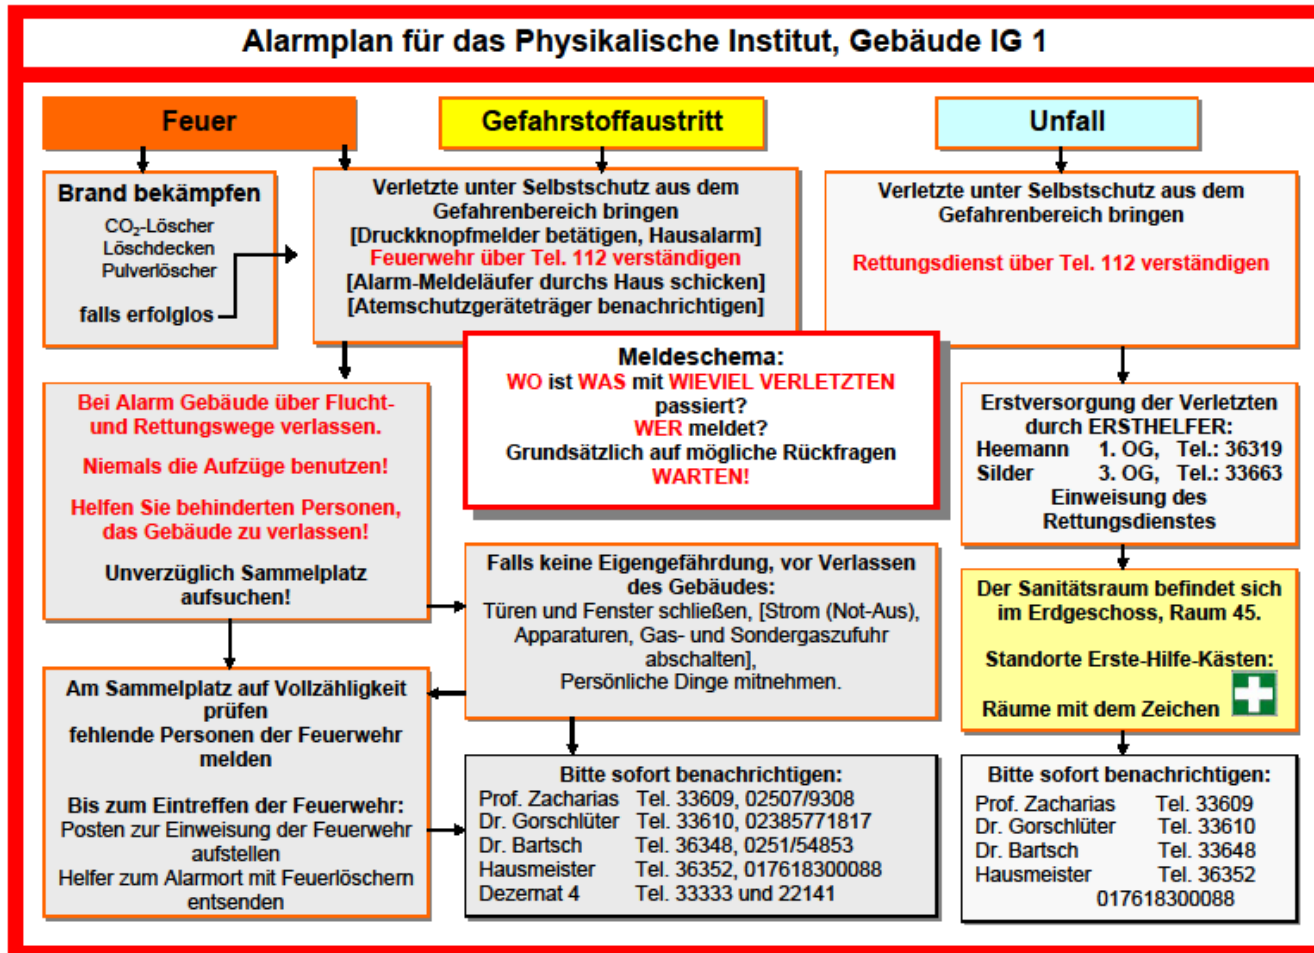 Alarmplan für das Physikalische Institut, Gebäude IG 1
Feuer
Gefahrstoffaustritt
Unfall
Brand bekämpfen
CO₂-Löscher
Löschdecken
Pulverlöscher
falls erfolglos
Verletzte unter Selbstschutz aus dem
Gefahrenbereich bringen
[Druckknopfmelder betätigen, Hausalarm]
Feuerwehr über Tel. 112 verständigen
[Alarm-Meldeläufer durchs Haus schicken]
[Atemschutzgeräteträger benachrichtigen]
Verletzte unter Selbstschutz aus dem
Gefahrenbereich bringen
Rettungsdienst über Tel. 112 verständigen
Meldeschema:
WO ist WAS mit WIEVIEL VERLETZTEN
passiert?
WER meldet?
Grundsätzlich auf mögliche Rückfragen
WARTEN!
Bei Alarm Gebäude über Flucht-
und Rettungswege verlassen.
Niemals die Aufzüge benutzen!
Helfen Sie behinderten Personen,
das Gebäude zu verlassen!
Unverzüglich Sammelplatz
aufsuchen!
Erstversorgung der Verletzten
durch ERSTHELFER:
Heemann 1. OG, Tel.: 36319
Silder 3. OG, Tel.: 33663
Einweisung des
Rettungsdienstes
Falls keine Eigengefährdung, vor Verlassen
des Gebäudes:
Türen und Fenster schließen, [Strom (Not-Aus),
Apparaturen, Gas- und Sondergaszufuhr
abschalten],
Persönliche Dinge mitnehmen.
Der Sanitätsraum befindet sich
im Erdgeschoss, Raum 45.
Standorte Erste-Hilfe-Kästen:
Räume mit dem Zeichen
Am Sammelplatz auf Vollzähligkeit
prüfen
fehlende Personen der Feuerwehr
melden
Bis zum Eintreffen der Feuerwehr:
Posten zur Einweisung der Feuerwehr
aufstellen
Helfer zum Alarmort mit Feuerlöschern
entsenden
Bitte sofort benachrichtigen:
Prof. Zacharias Tel. 33609, 02507/9308
Dr. Gorschlüter Tel. 33610, 02385771817
Dr. Bartsch Tel. 36348, 0251/54853
Hausmeister Tel. 36352, 017618300088
Dezernat 4 Tel. 33333 und 22141
Bitte sofort benachrichtigen:
Prof. Zacharias Tel. 33609
Dr. Gorschlüter Tel. 33610
Dr. Bartsch Tel. 33648
Hausmeister Tel. 36352
017618300088